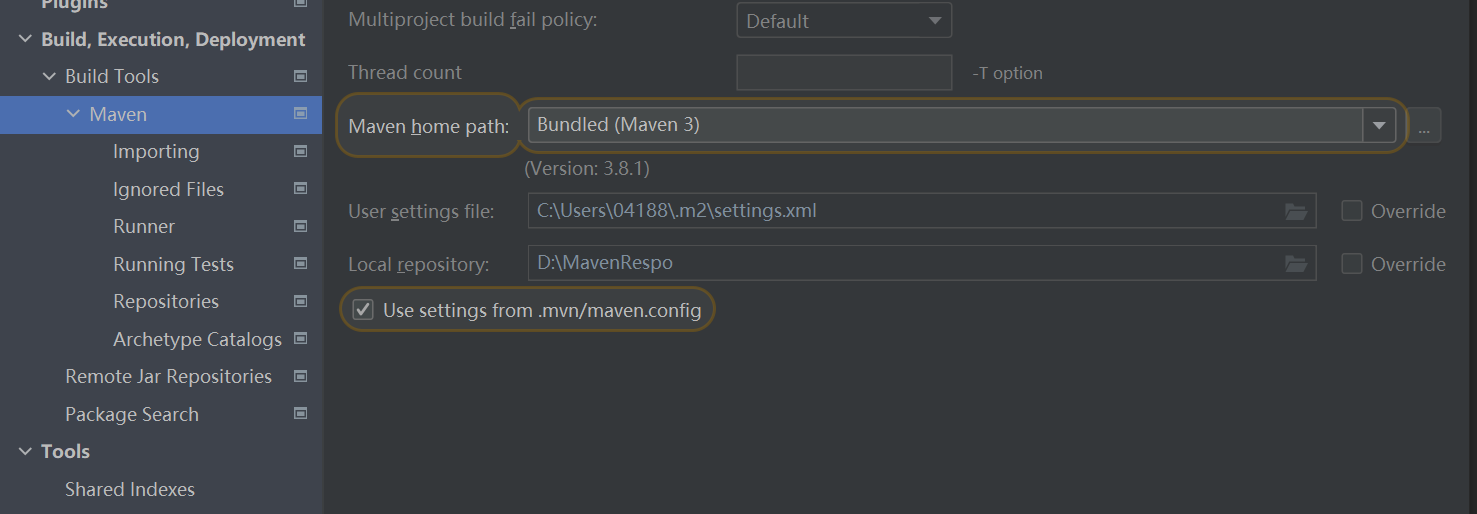 Plugins
Build, Execution, Deployment
Build Tools
Maven
Importing
Ignored Files
Runner
Running Tests
Repositories
Archetype Catalogs
Remote Jar Repositories
Package Search
Tools
Shared Indexes
Multiproject build fail policy: Default
Thread count -T option
Maven home path: Bundled (Maven 3) ...
(Version: 3.8.1)
User settings file: C:\Users\04188\.m2\settings.xml Override
Local repository: D:\MavenRespo Override
Use settings from .mvn/maven.config